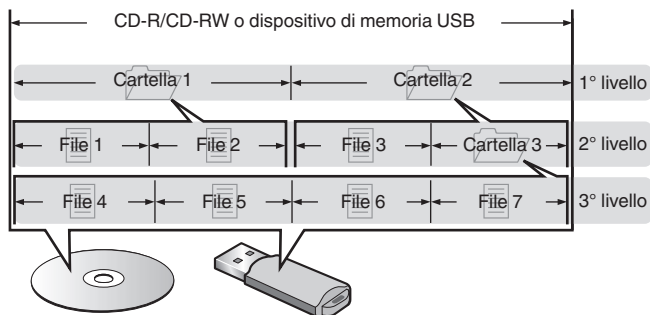 CD-R/CD-RW o dispositivo di memoria USB
Cartella 1 Cartella 2 1° livello
File 1 File 2 File 3 Cartella 3 2° livello
File 4 File 5 File 6 File 7 3° livello